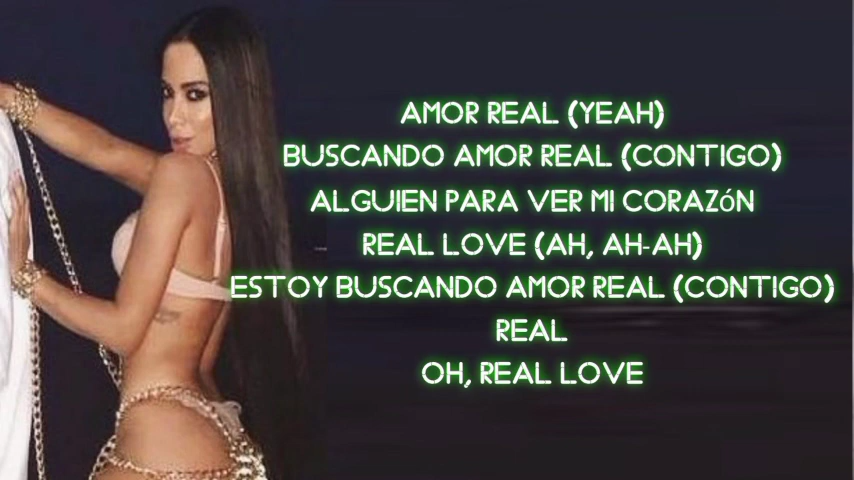 AMOR REAL (YEAH)
BUSCANDO AMOR REAL (CONTIGO)
ALGUIEN PARA VER MI CORAZóN
REAL LOVE (AH, AH-AH)
ESTOY BUSCANDO AMOR REAL (CONTIGO)
REAL
OH, REAL LOVE